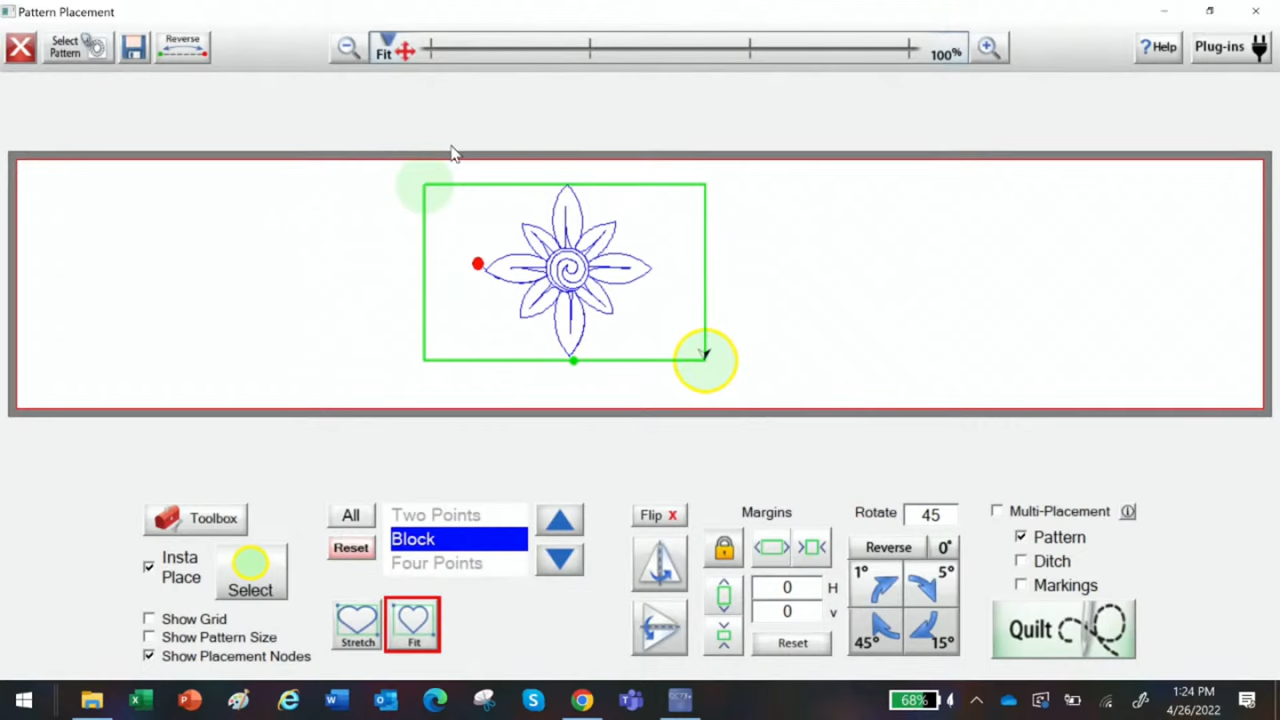 Pattern Placement
Select Pattern
Reverse
Fit
100%
?Help
Plug-ins
Toolbox
Insta Place
Select
Show Grid
Show Pattern Size
Show Placement Nodes
All
Reset
Two Points
Block
Four Points
Stretch
Fit
Flip X
Margins
0 H
0 v
Reset
Rotate 45
Reverse 0°
1° 5°
45° 15°
Multi-Placement
Pattern
Ditch
Markings
Quilt
68%
1:24 PM
4/26/2022